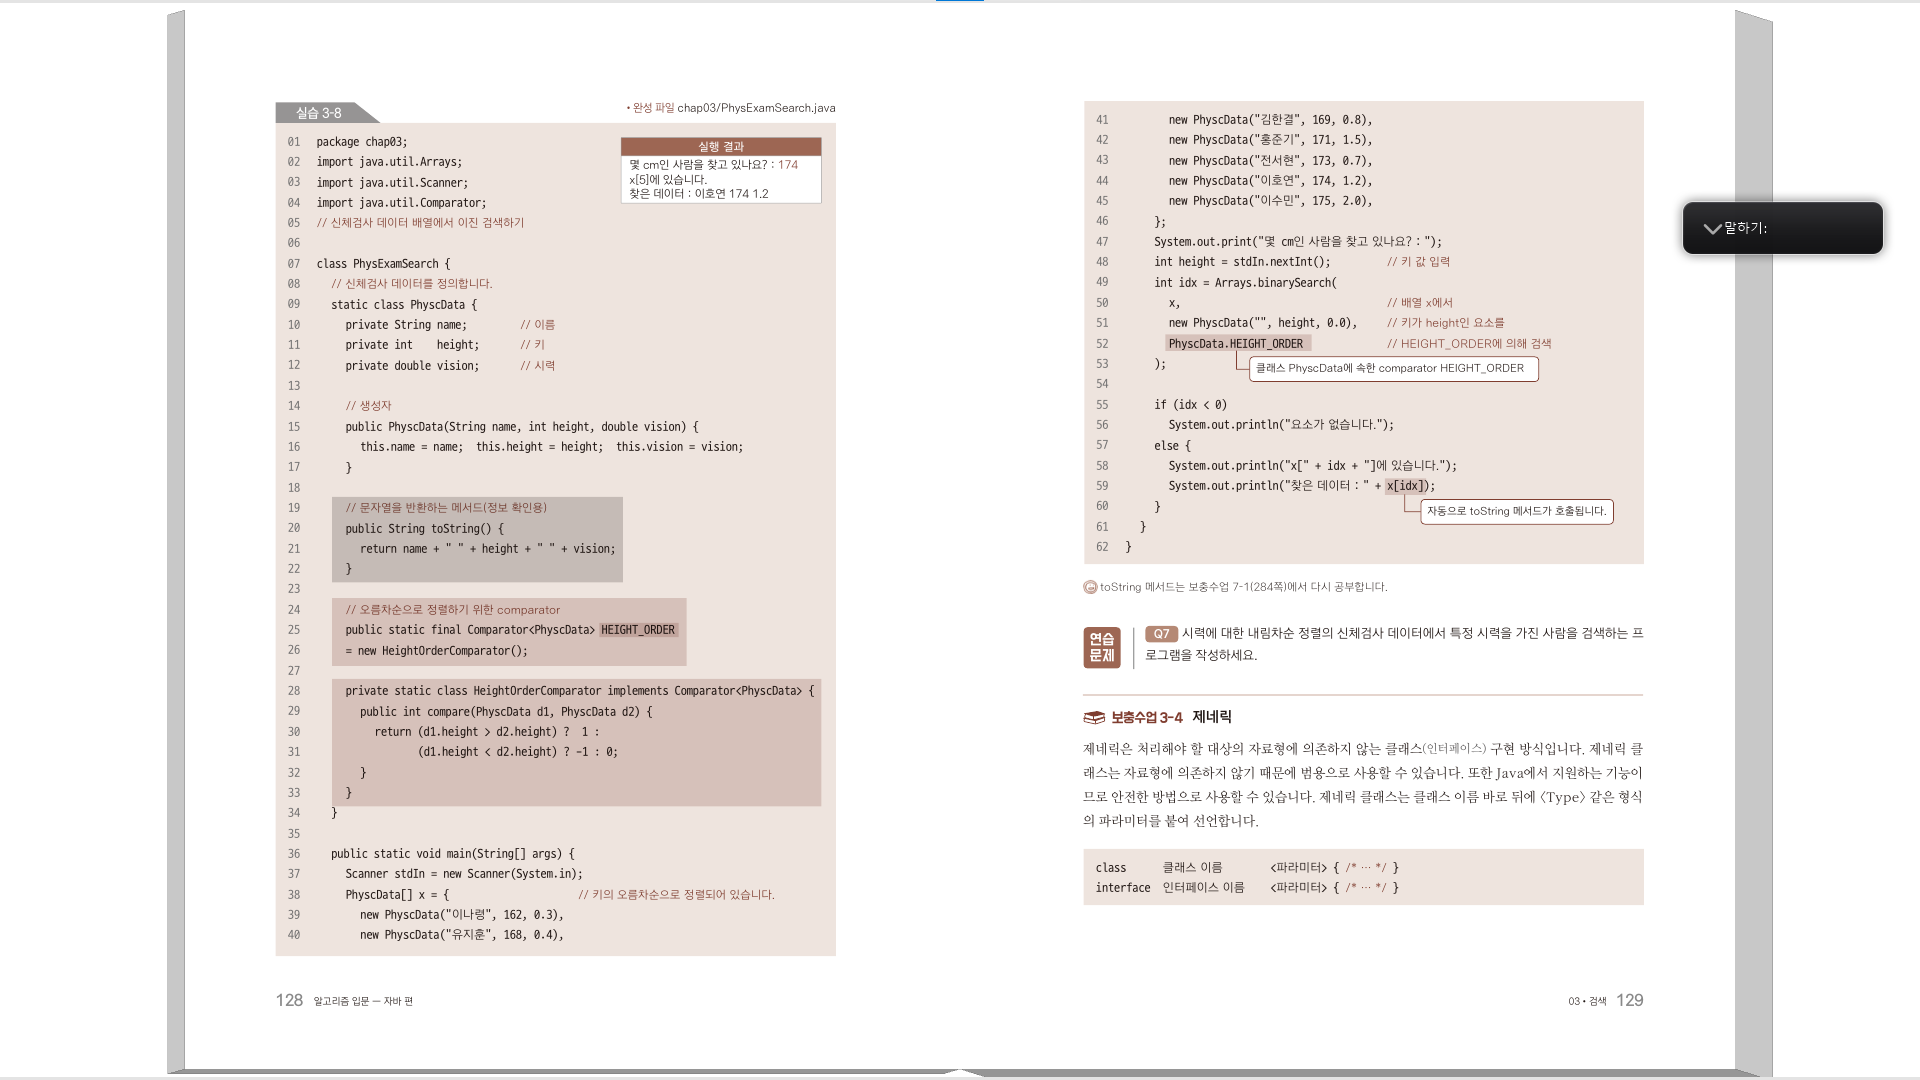 실습 3-8
• 완성 파일 chap03/PhysExamSearch.java
01 package chap03;
02 import java.util.Arrays;
03 import java.util.Scanner;
04 import java.util.Comparator;
05 // 신체검사 데이터 배열에서 이진 검색하기
실행 결과
몇 cm인 사람을 찾고 있나요? : 174
x[5]에 있습니다.
찾은 데이터 : 이호연 174 1.2
06
07 class PhysExamSearch {
08 // 신체검사 데이터를 정의합니다.
09 static class PhyscData {
10 private String name; // 이름
11 private int height; // 키
12 private double vision; // 시력
13
14 // 생성자
15 public PhyscData(String name, int height, double vision) {
16 this.name = name; this.height = height; this.vision = vision;
17 }
18
19 // 문자열을 반환하는 메서드(정보 확인용)
20 public String toString() {
21 return name + " " + height + " " + vision;
22 }
23
24 // 오름차순으로 정렬하기 위한 comparator
25 public static final Comparator<PhyscData> HEIGHT_ORDER
26 = new HeightOrderComparator();
27
28 private static class HeightOrderComparator implements Comparator<PhyscData> {
29 public int compare(PhyscData d1, PhyscData d2) {
30 return (d1.height > d2.height) ? 1 :
31 (d1.height < d2.height) ? -1 : 0;
32 }
33 }
34 }
35
36 public static void main(String[] args) {
37 Scanner stdIn = new Scanner(System.in);
38 PhyscData[] x = { // 키의 오름차순으로 정렬되어 있습니다.
39 new PhyscData("이나령", 162, 0.3),
40 new PhyscData("유지훈", 168, 0.4),
128 알고리즘 입문 — 자바 편
41 new PhyscData("김한결", 169, 0.8),
42 new PhyscData("홍준기", 171, 1.5),
43 new PhyscData("전서현", 173, 0.7),
44 new PhyscData("이호연", 174, 1.2),
45 new PhyscData("이수민", 175, 2.0),
46 };
47 System.out.print("몇 cm인 사람을 찾고 있나요? : ");
48 int height = stdIn.nextInt(); // 키 값 입력
49 int idx = Arrays.binarySearch(
50 x, // 배열 x에서
51 new PhyscData("", height, 0.0), // 키가 height인 요소를
52 PhyscData.HEIGHT_ORDER // HEIGHT_ORDER에 의해 검색
53 );
클래스 PhyscData에 속한 comparator HEIGHT_ORDER
54
55 if (idx < 0)
56 System.out.println("요소가 없습니다.");
57 else {
58 System.out.println("x[" + idx + "]에 있습니다.");
59 System.out.println("찾은 데이터 : " + x[idx]);
60 }
자동으로 toString 메서드가 호출됩니다.
61 }
62 }
toString 메서드는 보충수업 7-1(284쪽)에서 다시 공부합니다.
연습
문제
Q7 시력에 대한 내림차순 정렬의 신체검사 데이터에서 특정 시력을 가진 사람을 검색하는 프
로그램을 작성하세요.
보충수업 3-4 제네릭
제네릭은 처리해야 할 대상의 자료형에 의존하지 않는 클래스(인터페이스) 구현 방식입니다. 제네릭 클
래스는 자료형에 의존하지 않기 때문에 범용으로 사용할 수 있습니다. 또한 Java에서 지원하는 기능이
므로 안전한 방법으로 사용할 수 있습니다. 제네릭 클래스는 클래스 이름 바로 뒤에 〈Type〉 같은 형식
의 파라미터를 붙여 선언합니다.
class 클래스 이름 <파라미터> { /* … */ }
interface 인터페이스 이름 <파라미터> { /* … */ }
03 • 검색 129
말하기: